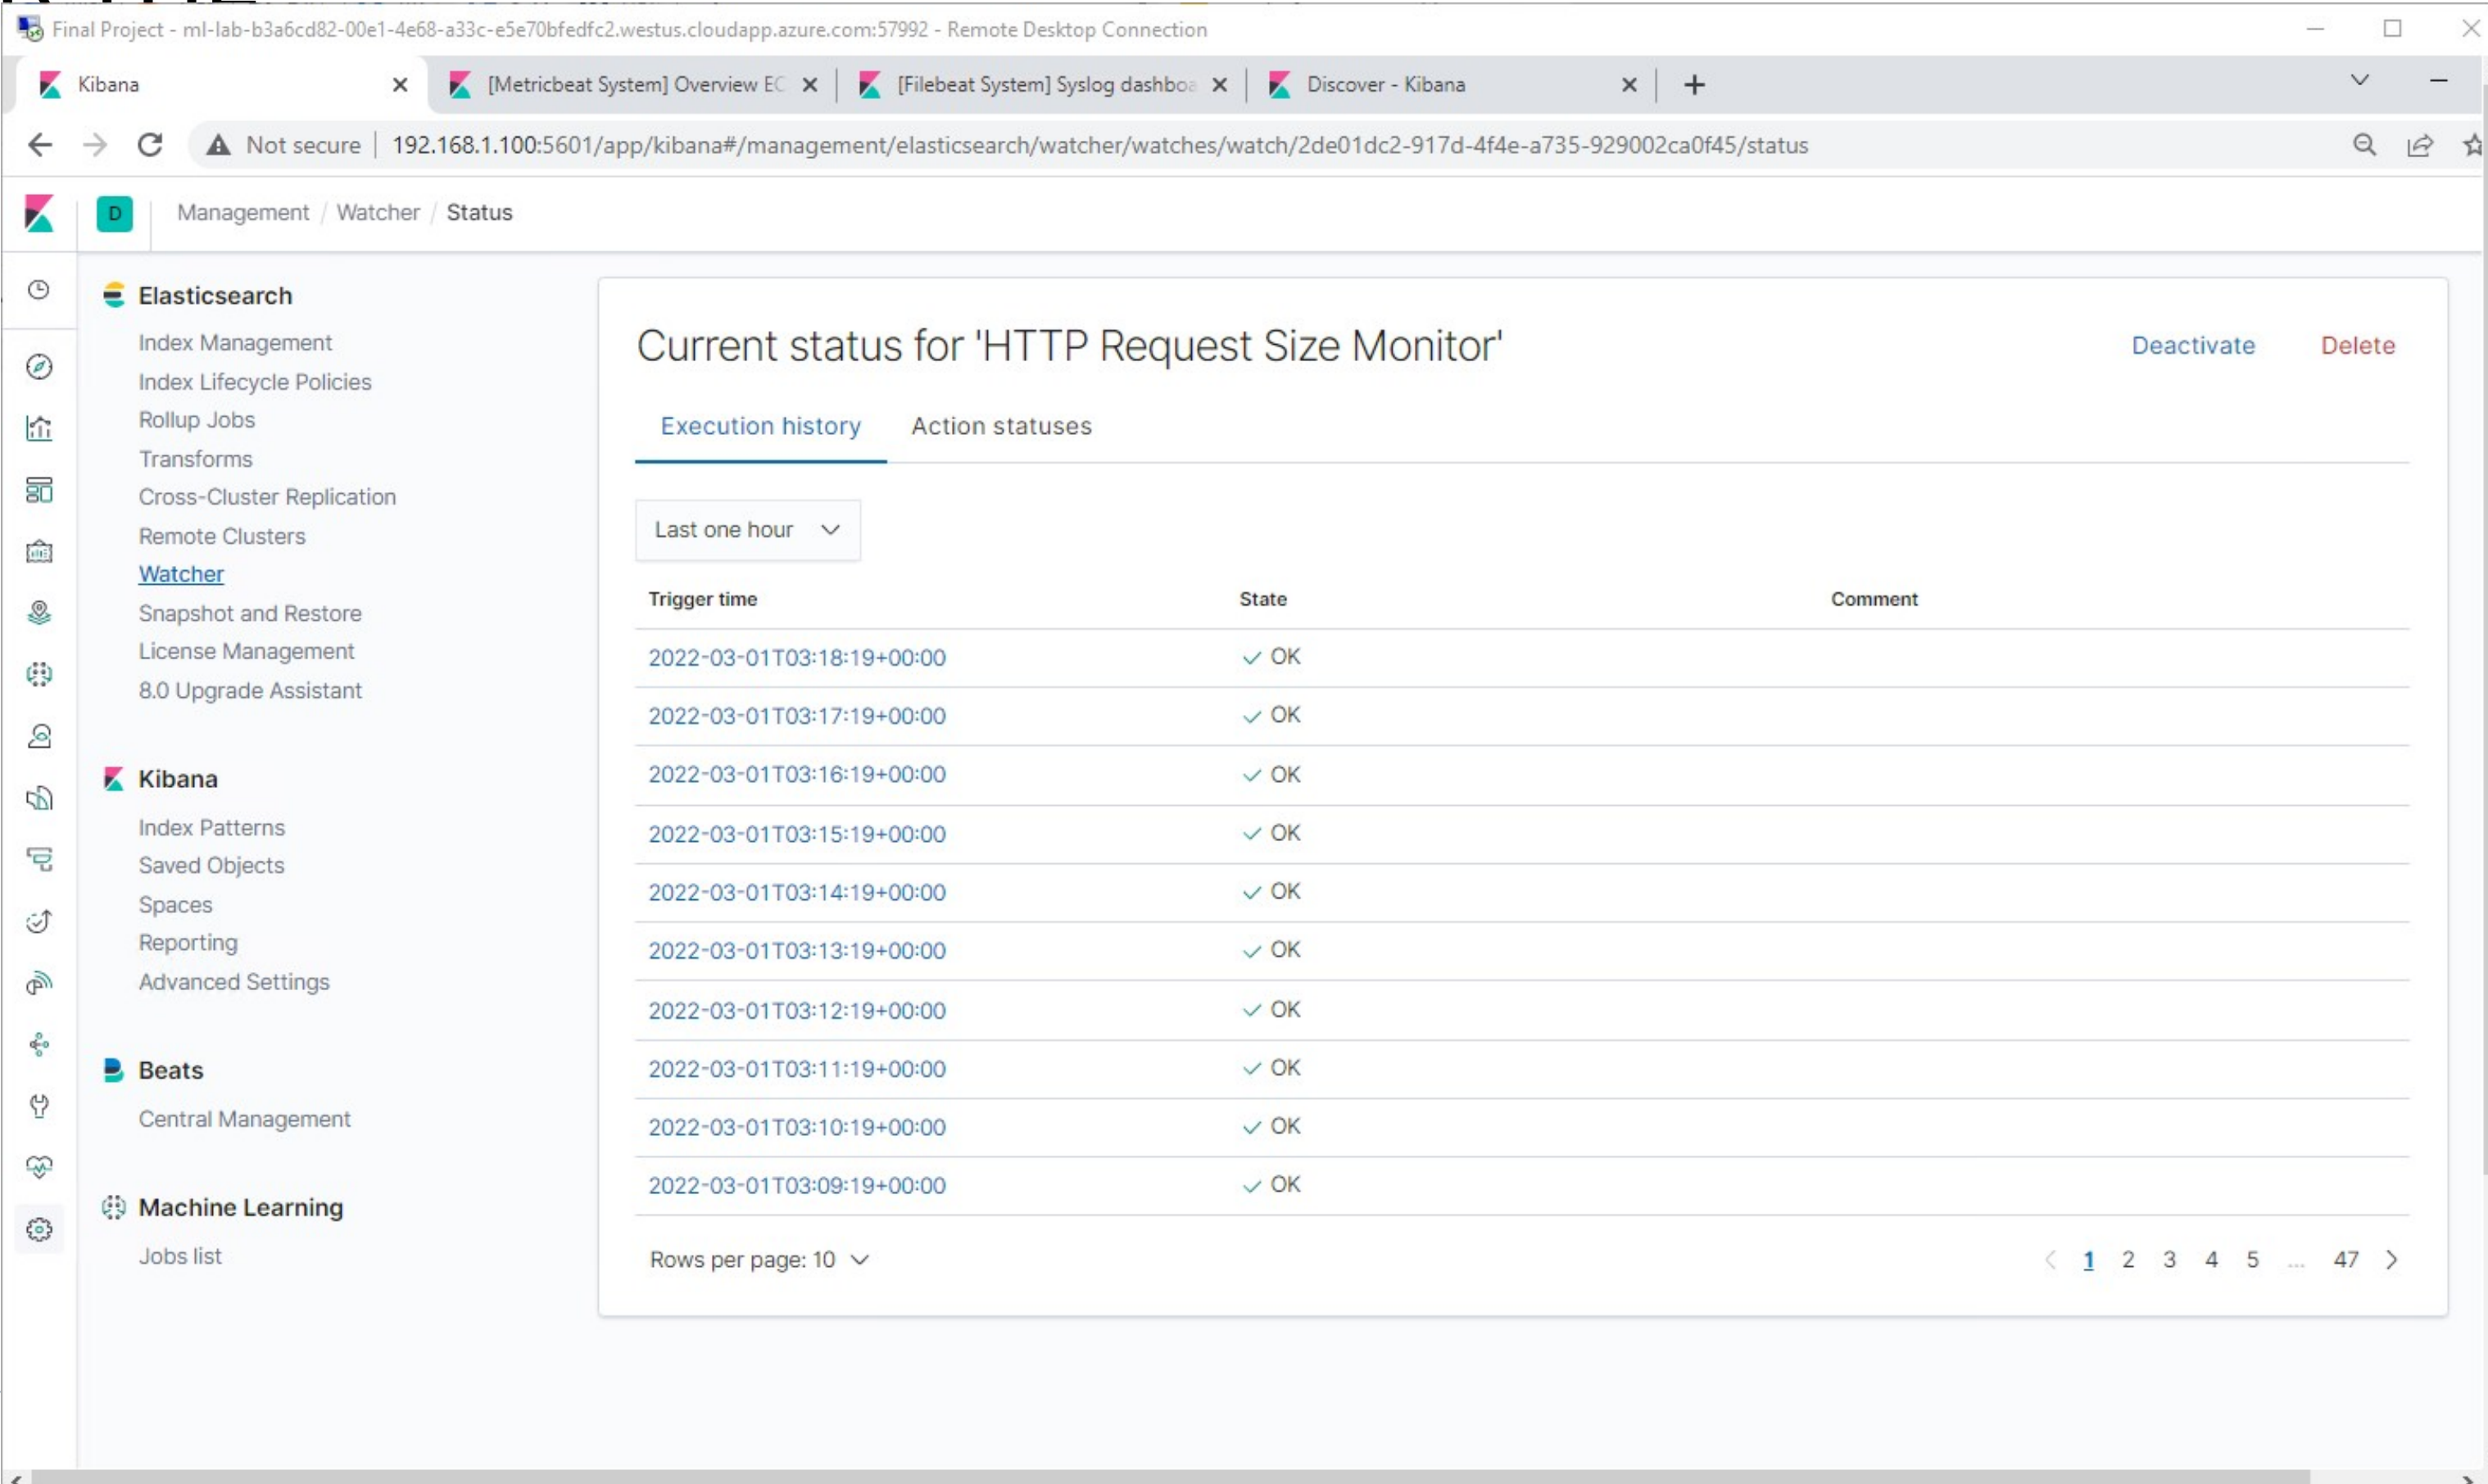 Final Project - ml-lab-b3a6cd82-00e1-4e68-a33c-e5e70bfedfc2.westus.cloudapp.azure.com:57992 - Remote Desktop Connection
Kibana
[Metricbeat System] Overview EC
[Filebeat System] Syslog dashboa
Discover - Kibana
Not secure | 192.168.1.100:5601/app/kibana#/management/elasticsearch/watcher/watches/watch/2de01dc2-917d-4f4e-a735-929002ca0f45/status
D
Management / Watcher / Status
Elasticsearch
Index Management
Index Lifecycle Policies
Rollup Jobs
Transforms
Cross-Cluster Replication
Remote Clusters
Watcher
Snapshot and Restore
License Management
8.0 Upgrade Assistant
Kibana
Index Patterns
Saved Objects
Spaces
Reporting
Advanced Settings
Beats
Central Management
Machine Learning
Jobs list
Current status for 'HTTP Request Size Monitor'
Deactivate Delete
Execution history Action statuses
Last one hour
Trigger time State Comment
2022-03-01T03:18:19+00:00 OK
2022-03-01T03:17:19+00:00 OK
2022-03-01T03:16:19+00:00 OK
2022-03-01T03:15:19+00:00 OK
2022-03-01T03:14:19+00:00 OK
2022-03-01T03:13:19+00:00 OK
2022-03-01T03:12:19+00:00 OK
2022-03-01T03:11:19+00:00 OK
2022-03-01T03:10:19+00:00 OK
2022-03-01T03:09:19+00:00 OK
Rows per page: 10
1 2 3 4 5 ... 47